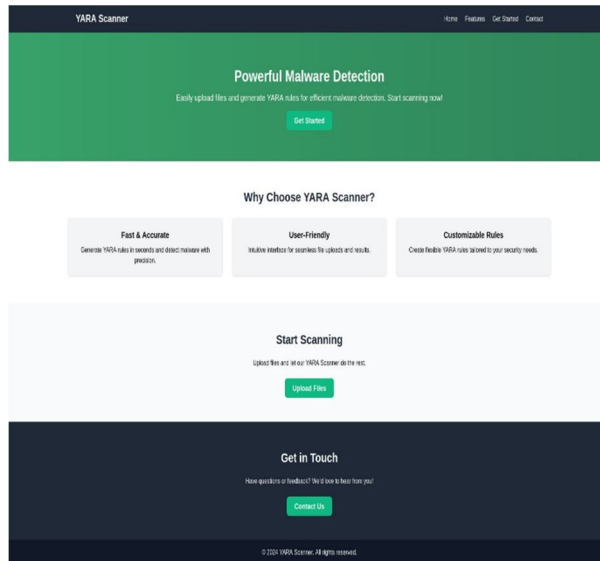 YARA Scanner
Home Features Get Started Contact
Powerful Malware Detection
Easily upload files and generate YARA rules for efficient malware detection. Start scanning now!
Get Started
Why Choose YARA Scanner?
Fast & Accurate
Generate YARA rules in seconds and detect malware with
precision.
User-Friendly
Intuitive interface for seamless file uploads and results.
Customizable Rules
Create flexible YARA rules tailored to your security needs.
Start Scanning
Upload files and let our YARA Scanner do the rest.
Upload Files
Get in Touch
Have questions or feedback? We'd love to hear from you!
Contact Us
© 2024 YARA Scanner. All rights reserved.